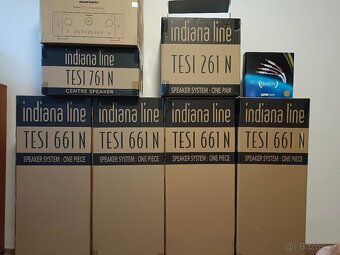 marantz
indiana line
TESI 761 N
CENTRE SPEAKER
indiana line
TESI 261 N
SPEAKER SYSTEM : ONE PAIR
indiana line
TESI 661 N
SPEAKER SYSTEM : ONE PIECE
indiana line
TESI 661 N
SPEAKER SYSTEM : ONE PIECE
indiana line
TESI 661 N
SPEAKER SYSTEM : ONE PIECE
indiana line
TESI 661 N
SPEAKER SYSTEM : ONE PIECE